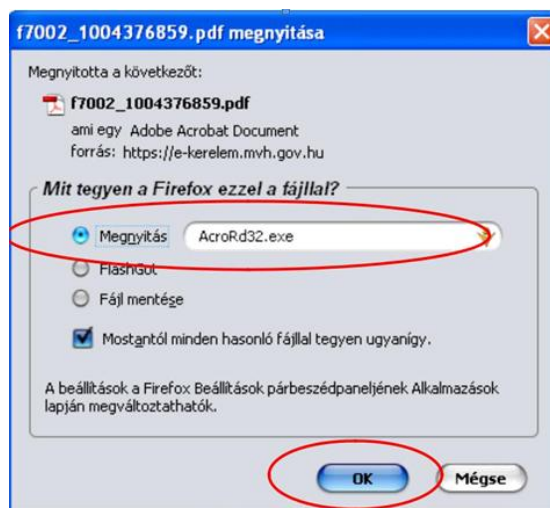 f7002_1004376859.pdf megnyitása
Megnyitotta a következőt:
f7002_1004376859.pdf
ami egy Adobe Acrobat Document
forrás: https://e-kerelem.mvh.gov.hu
Mit tegyen a Firefox ezzel a fájllal?
Megnyitás AcroRd32.exe
FlashGot
Fájl mentése
Mostantól minden hasonló fájllal tegyen ugyanígy.
A beállítások a Firefox Beállítások párbeszédpaneljének Alkalmazások
lapján megváltoztathatók.
OK Mégse